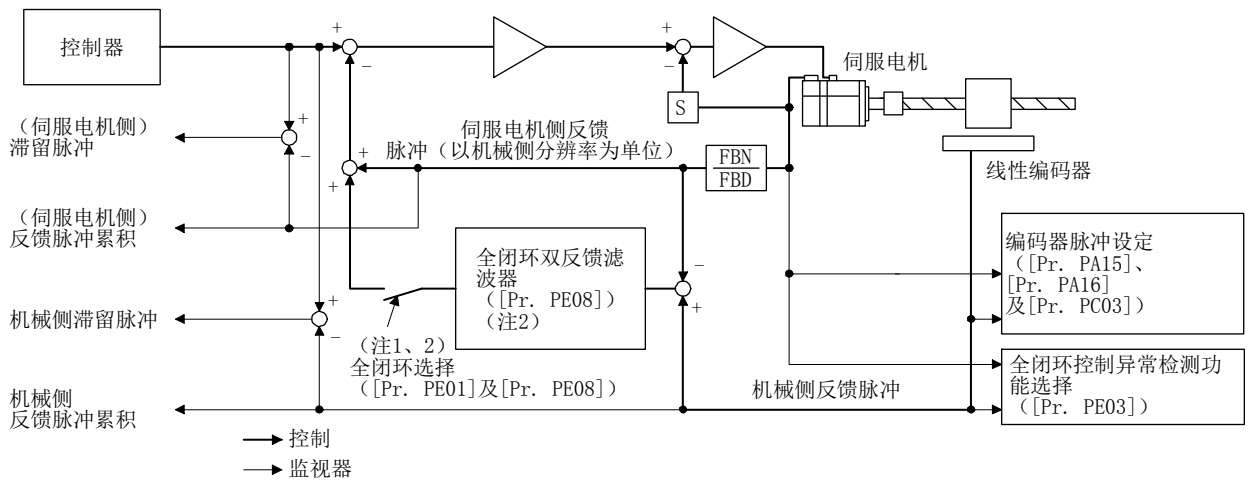 控制器
+
−
+
−
伺服电机
S
(伺服电机侧)
滞留脉冲
+
−
伺服电机侧反馈
脉冲(以机械侧分辨率为单位)
+
+
FBN
FBD
线性编码器
(伺服电机侧)
反馈脉冲累积
全闭环双反馈滤
波器
([Pr. PE08])
(注2)
−
+
编码器脉冲设定
([Pr. PA15]、
[Pr. PA16]
及[Pr. PC03])
机械侧滞留脉冲
+
−
(注1、2)
全闭环选择
([Pr. PE01]及[Pr. PE08])
机械侧
反馈脉冲累积
机械侧反馈脉冲
全闭环控制异常检测功
能选择
([Pr. PE03])
控制
监视器